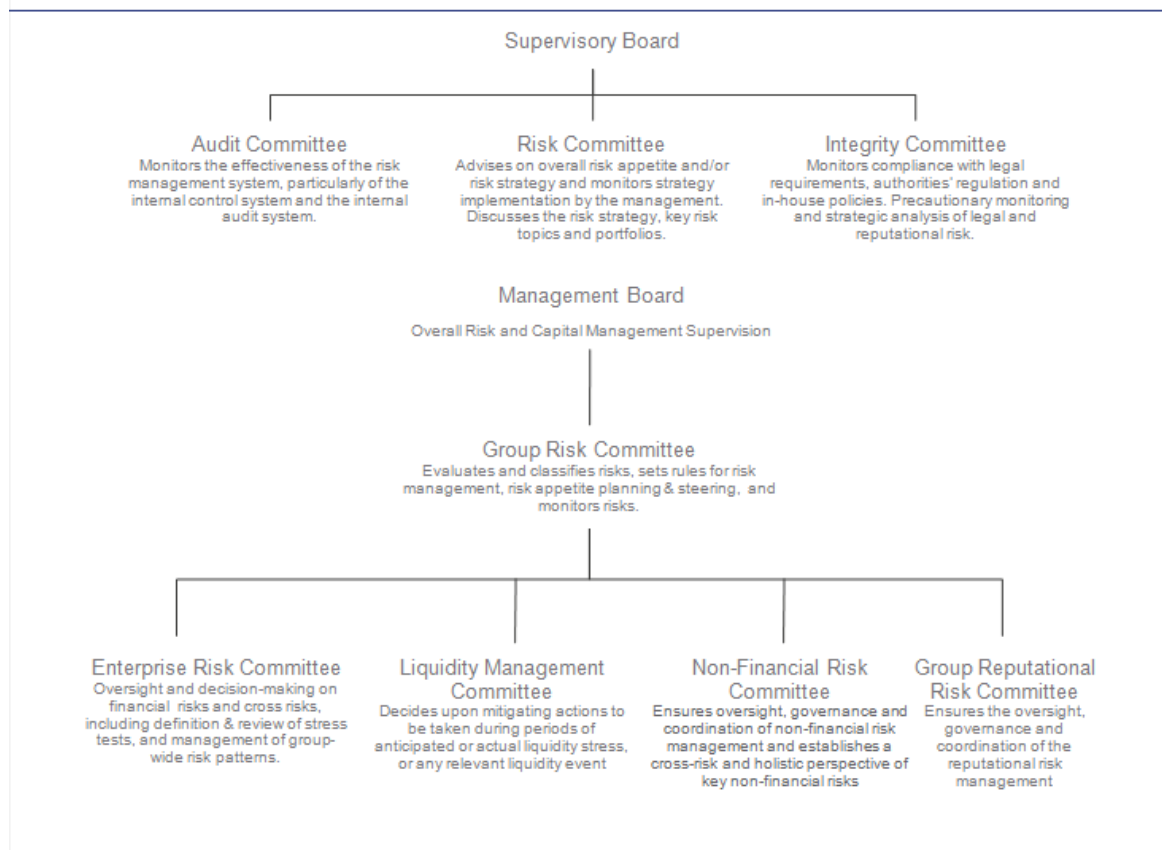 Supervisory Board
Audit Committee
Monitors the effectiveness of the risk
management system, particularly of the
internal control system and the internal
audit system.
Risk Committee
Advises on overall risk appetite and/or
risk strategy and monitors strategy
implementation by the management.
Discusses the risk strategy, key risk
topics and portfolios.
Integrity Committee
Monitors compliance with legal
requirements, authorities' regulation and
in-house policies. Precautionary monitoring
and strategic analysis of legal and
reputational risk.
Management Board
Overall Risk and Capital Management Supervision
Group Risk Committee
Evaluates and classifies risks, sets rules for risk
management, risk appetite planning & steering, and
monitors risks.
Enterprise Risk Committee
Oversight and decision-making on
financial risks and cross risks,
including definition & review of stress
tests, and management of group-
wide risk patterns.
Liquidity Management
Committee
Decides upon mitigating actions to
be taken during periods of
anticipated or actual liquidity stress,
or any relevant liquidity event
Non-Financial Risk
Committee
Ensures oversight, governance and
coordination of non-financial risk
management and establishes a
cross-risk and holistic perspective of
key non-financial risks
Group Reputational
Risk Committee
Ensures the oversight,
governance and
coordination of the
reputational risk
management